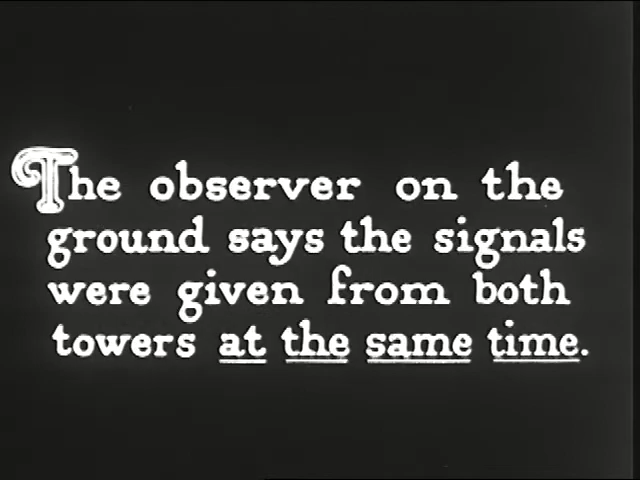 The observer on the
ground says the signals
were given from both
towers at the same time.